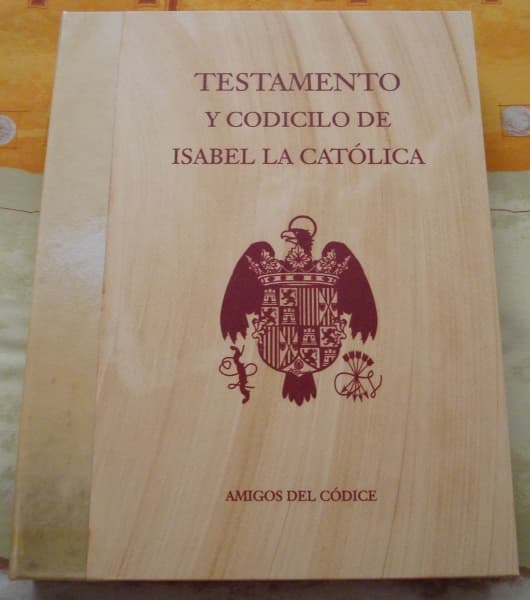 TESTAMENTO
Y CODICILO DE
ISABEL LA CATÓLICA
AMIGOS DEL CÓDICE